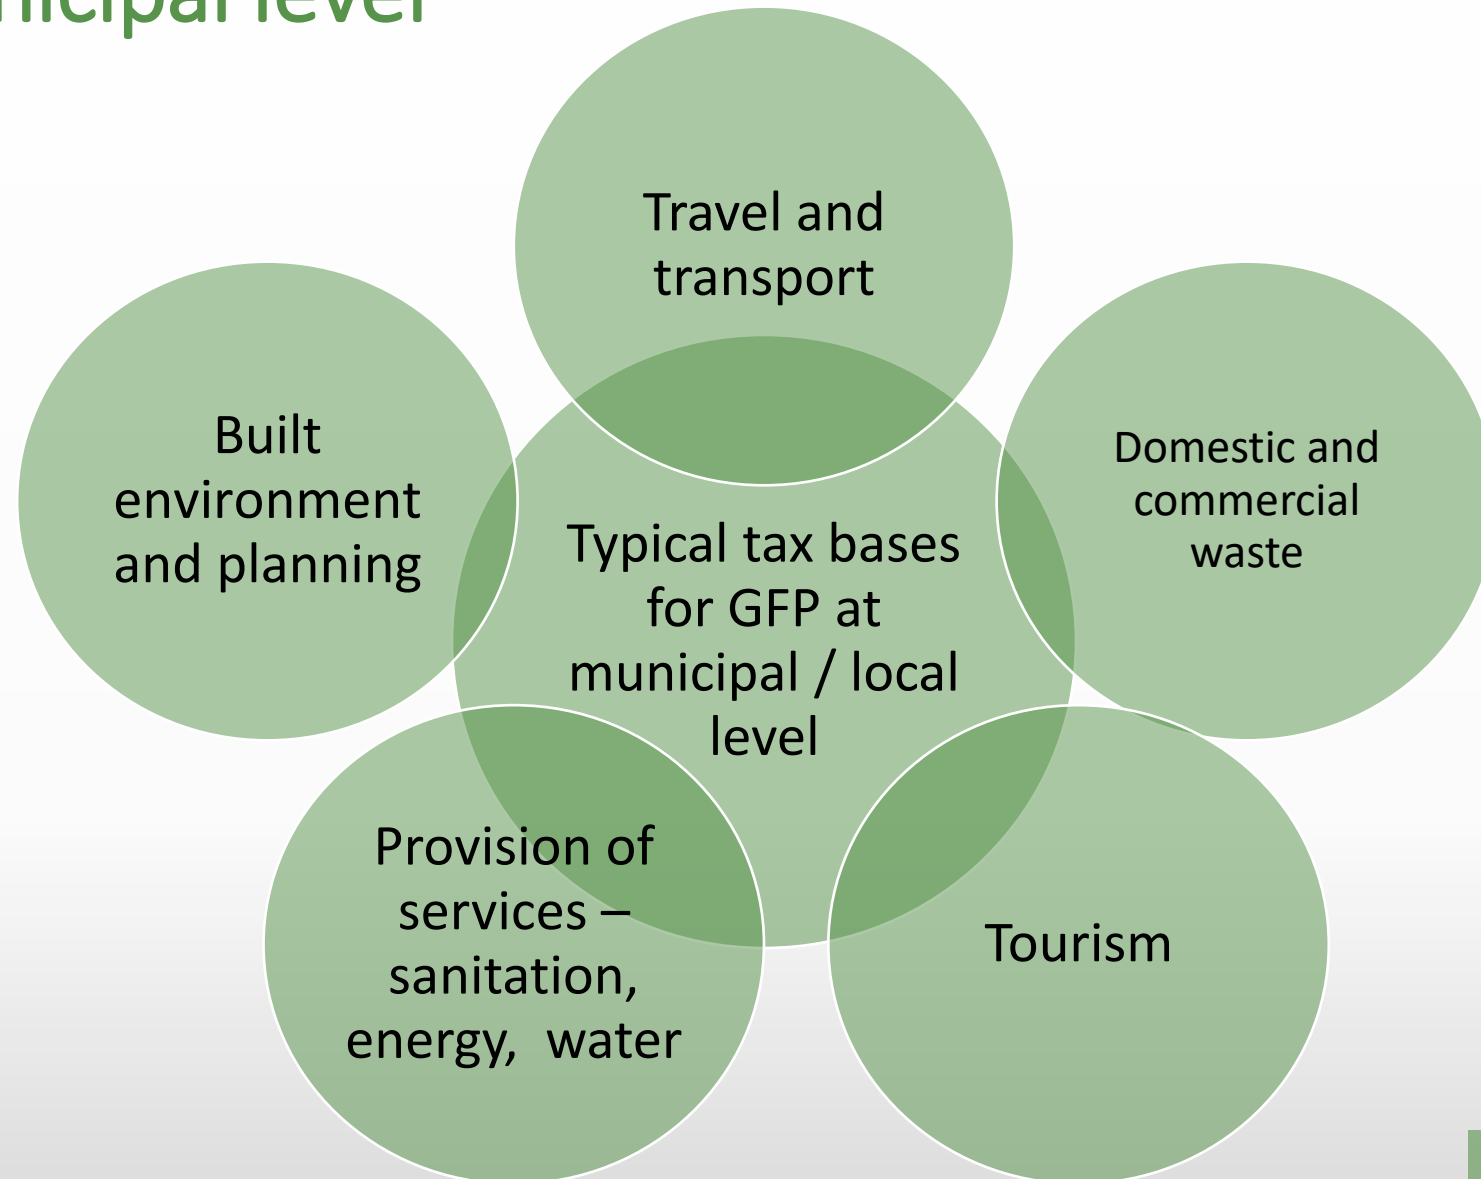 level
Travel and
transport
Built
environment
and planning
Domestic and
commercial
waste
Typical tax bases
for GFP at
municipal / local
level
Provision of
services –
sanitation,
energy, water
Tourism